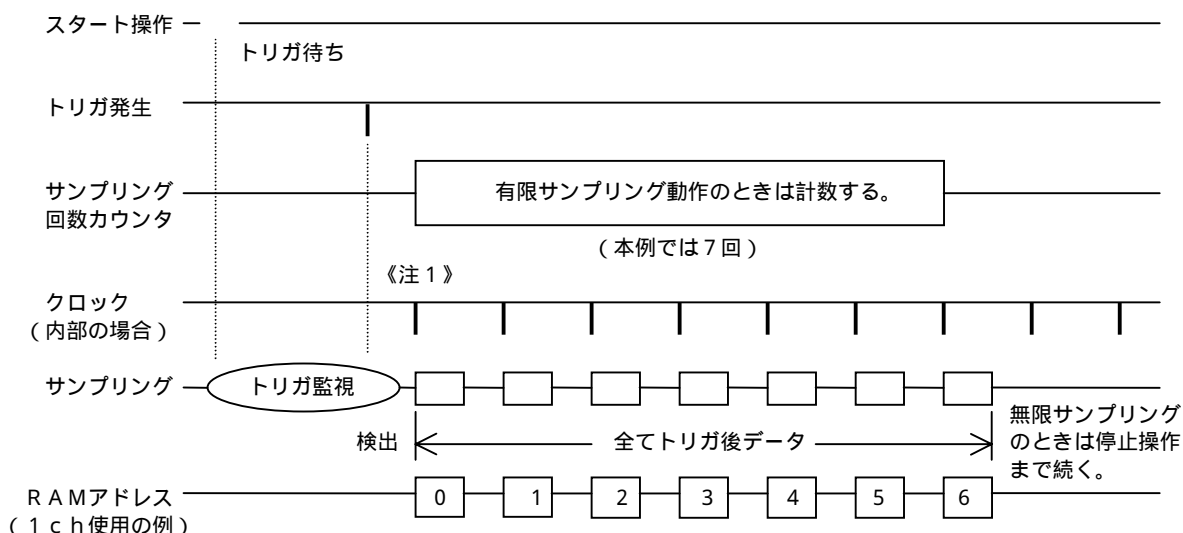 スタート操作
トリガ待ち
トリガ発生
サンプリング
回数カウンタ
有限サンプリング動作のときは計数する。
(本例では7回)
《注1》
クロック
(内部の場合)
サンプリング
トリガ監視
検出
全てトリガ後データ
無限サンプリング
のときは停止操作
まで続く。
RAMアドレス
(1ch使用の例)
0 1 2 3 4 5 6